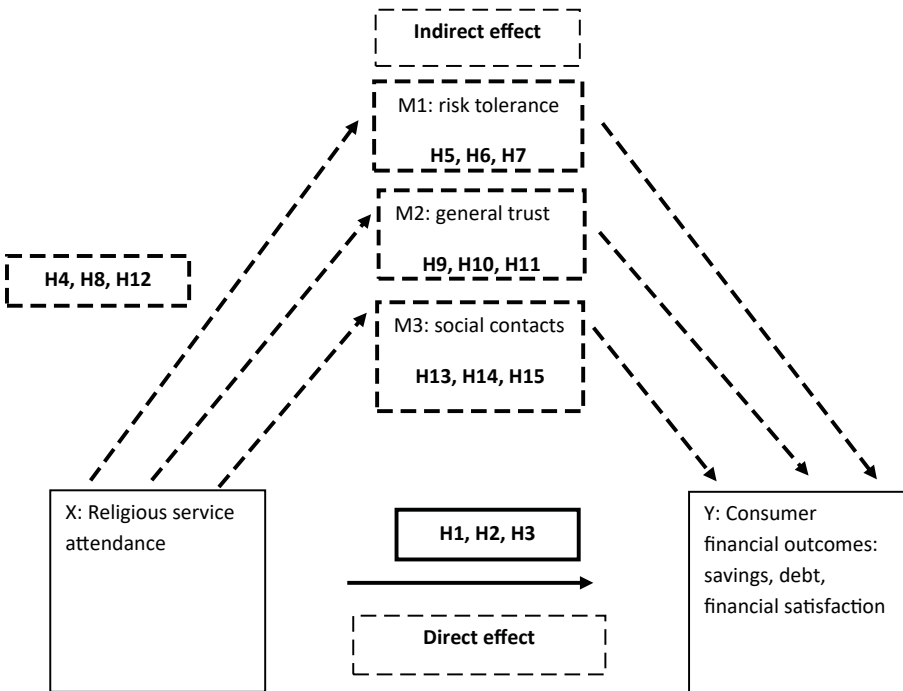 Indirect effect
M1: risk tolerance
H5, H6, H7
M2: general trust
H9, H10, H11
H4, H8, H12
M3: social contacts
H13, H14, H15
X: Religious service
attendance
H1, H2, H3
Direct effect
Y: Consumer
financial outcomes:
savings, debt,
financial satisfaction